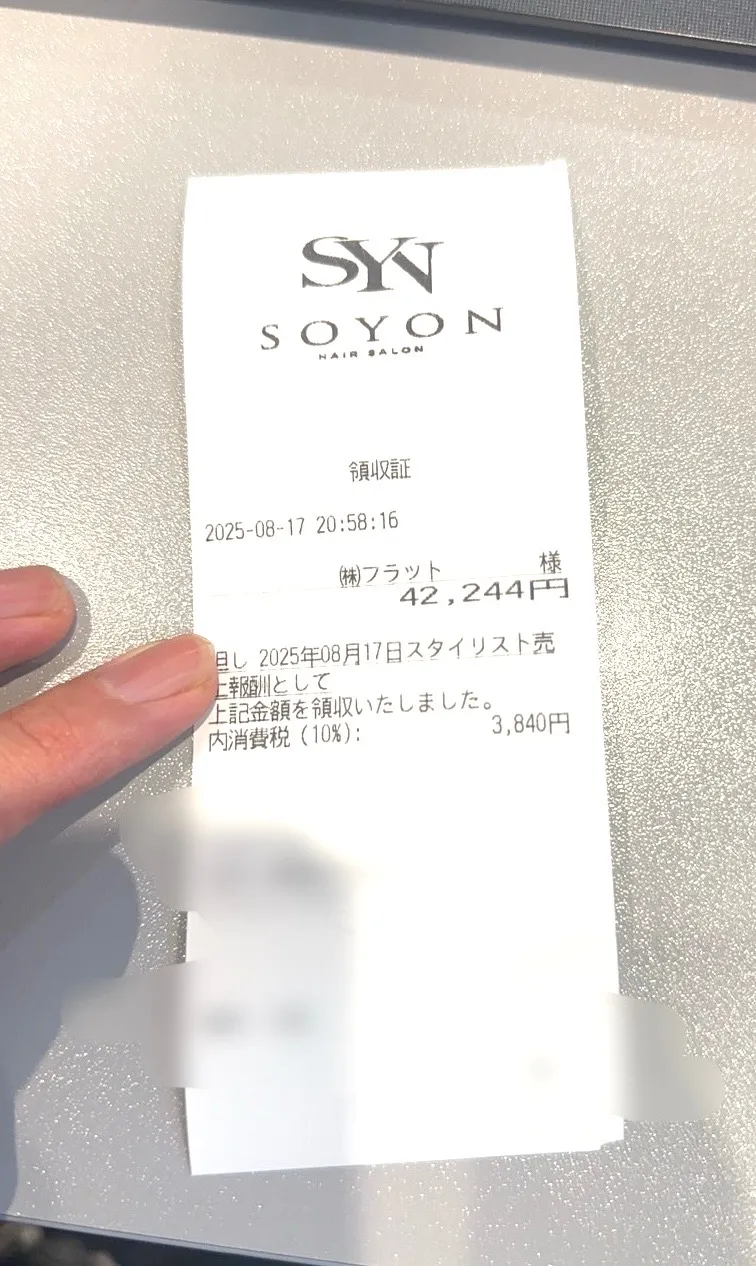 SYN
SOYON
HAIR SALON
領収証
2025-08-17 20:58:16
㈱フラット 様
42,244円
但し 2025年08月17日スタイリスト売
上報酬として
上記金額を領収いたしました。
内消費税(10%): 3,840円